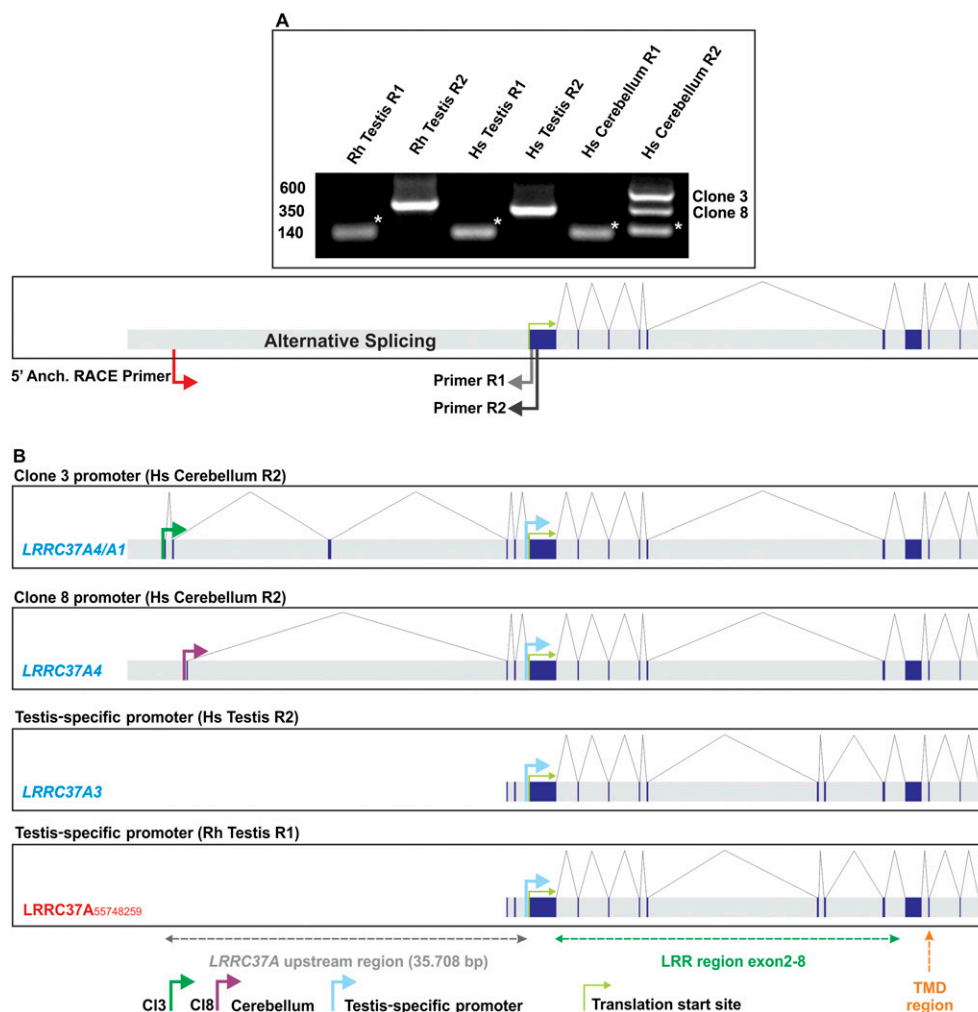 A
Rh Testis R1
Rh Testis R2
Hs Testis R1
Hs Testis R2
Hs Cerebellum R1
Hs Cerebellum R2
600
350
140
*
*
*
*
Clone 3
Clone 8
Alternative Splicing
5' Anch. RACE Primer
Primer R1
Primer R2
B
Clone 3 promoter (Hs Cerebellum R2)
LRRC37A4/A1
Clone 8 promoter (Hs Cerebellum R2)
LRRC37A4
Testis-specific promoter (Hs Testis R2)
LRRC37A3
Testis-specific promoter (Rh Testis R1)
LRRC37A55748259
LRRC37A upstream region (35.708 bp)
LRR region exon2-8
TMD
region
Cl3
Cl8
Cerebellum
Testis-specific promoter
Translation start site